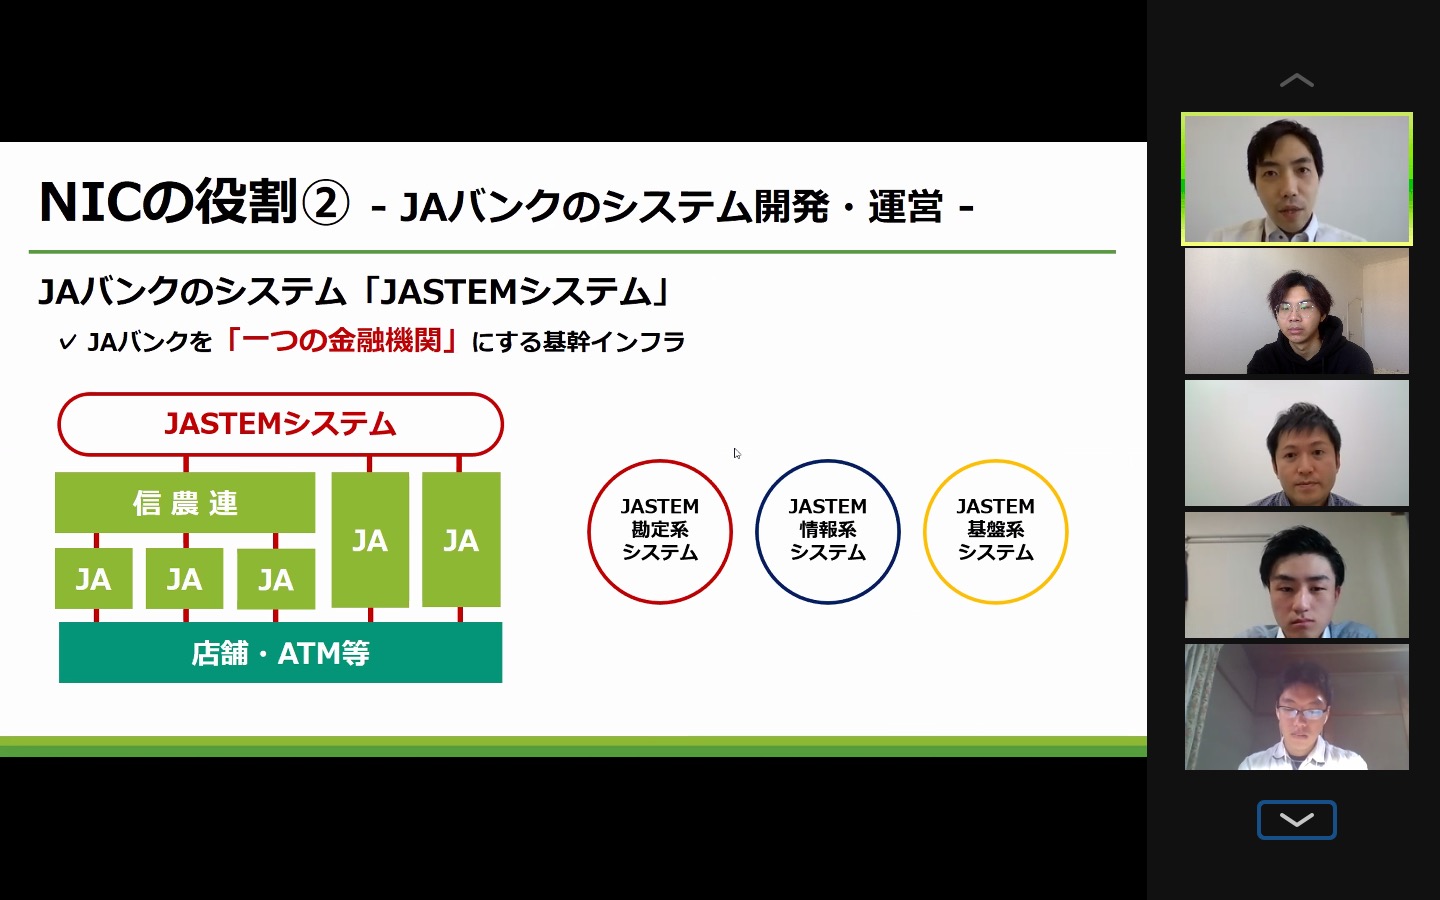 NICの役割② - JAバンクのシステム開発・運営 -
JAバンクのシステム「JASTEMシステム」
✓ JAバンクを「一つの金融機関」にする基幹インフラ
JASTEMシステム
信農連
JA
JA
JA
JA
JA
店舗・ATM等
JASTEM
勘定系
システム
JASTEM
情報系
システム
JASTEM
基盤系
システム